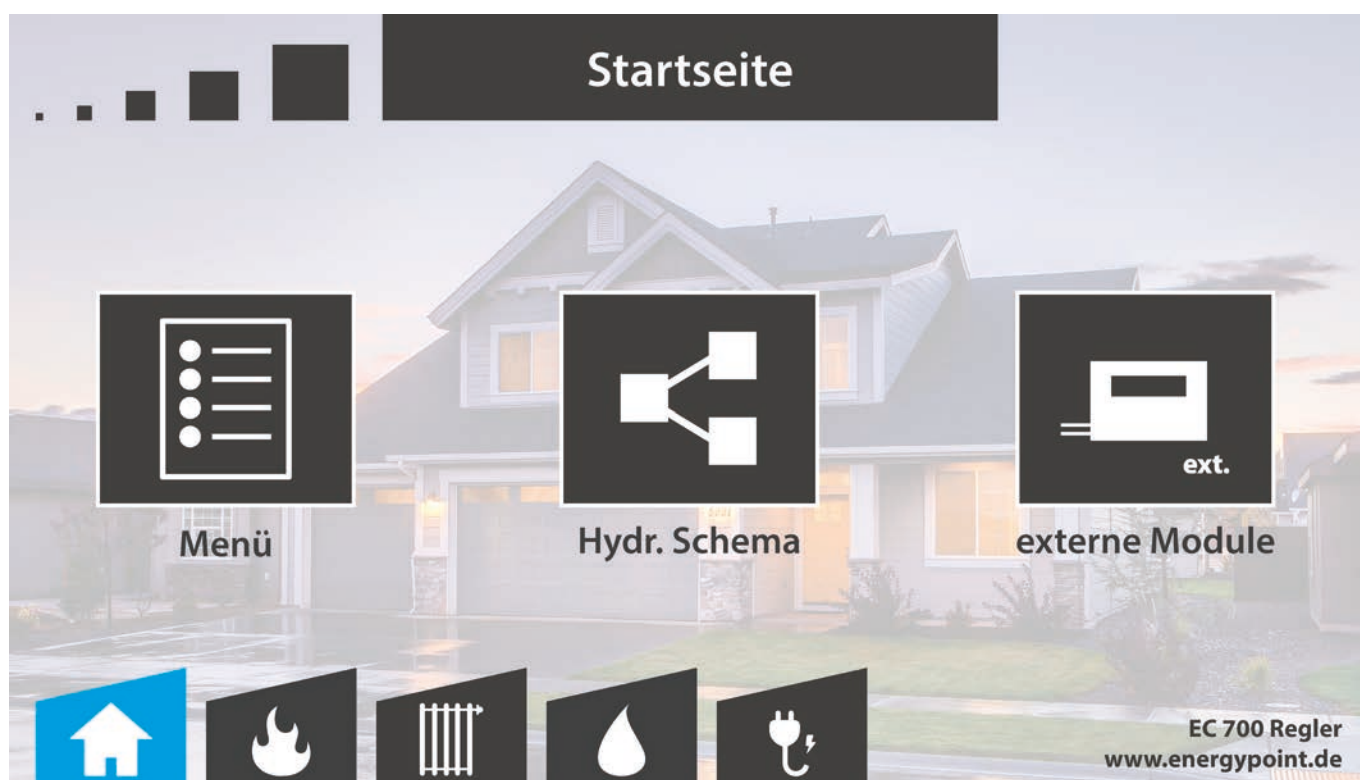 Startseite
ext.
Menü
Hydr. Schema
externe Module
EC 700 Regler
www.energypoint.de